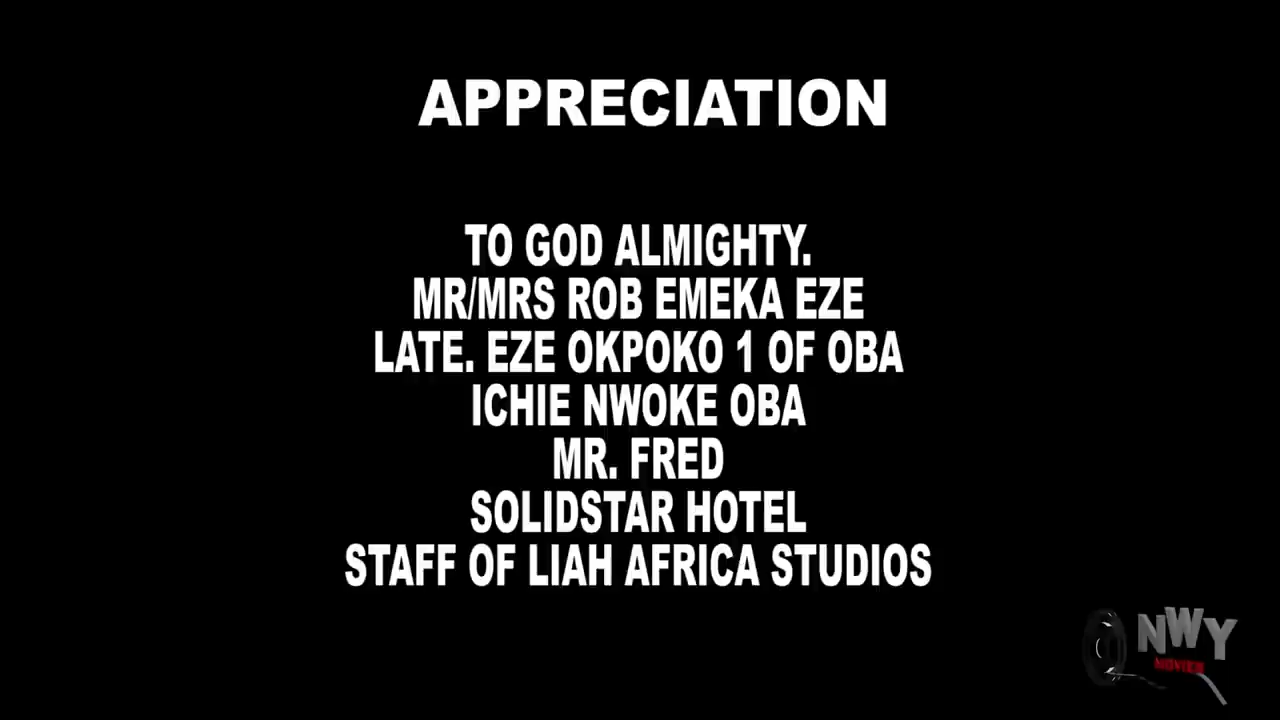 APPRECIATION
TO GOD ALMIGHTY.
MR/MRS ROB EMEKA EZE
LATE. EZE OKPOKO 1 OF OBA
ICHIE NWOKE OBA
MR. FRED
SOLIDSTAR HOTEL
STAFF OF LIAH AFRICA STUDIOS
NWY
MOVIES